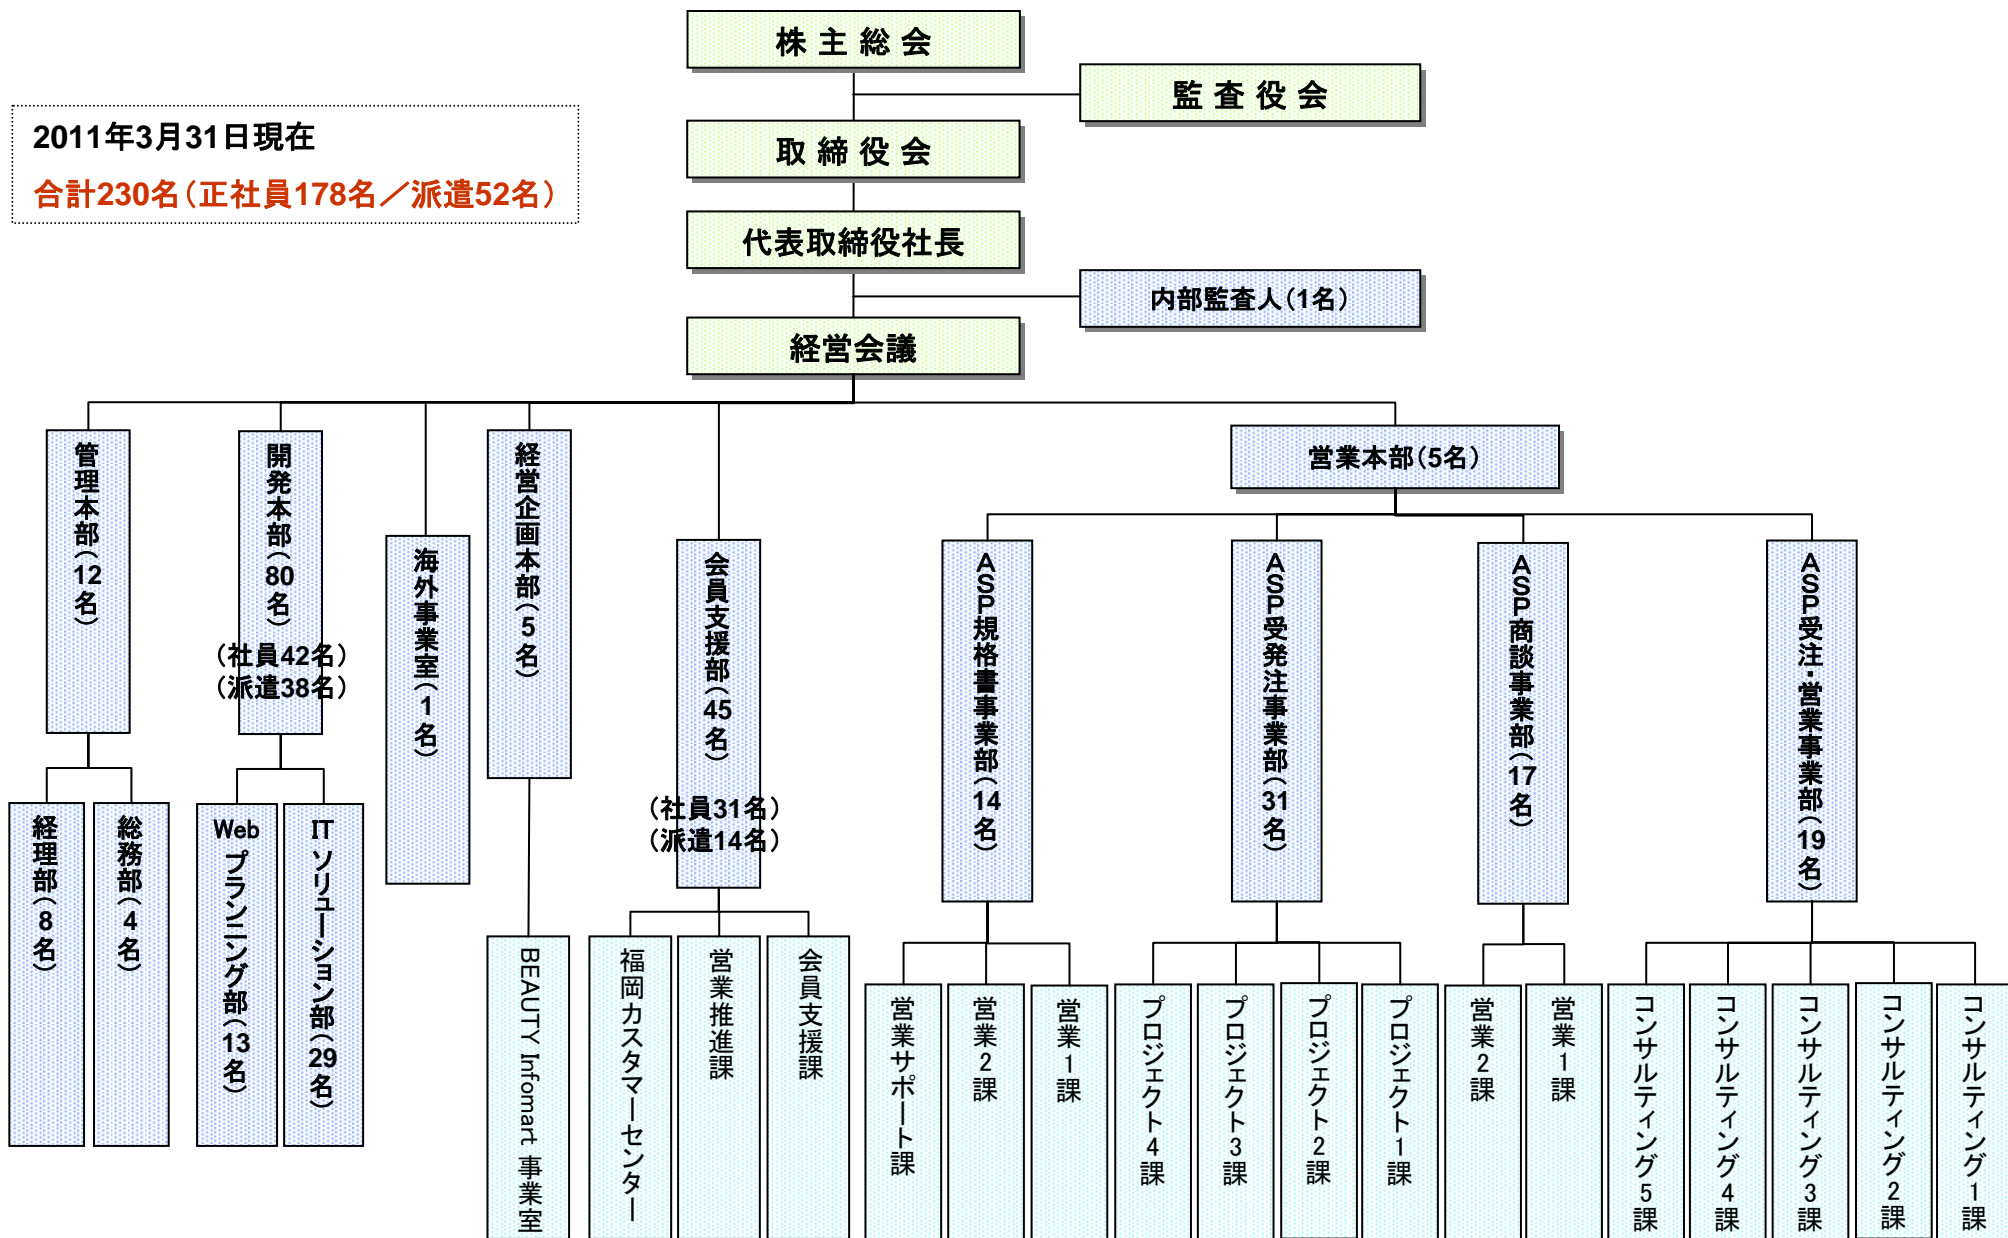 株主総会
監査役会
2011年3月31日現在
合計230名（正社員178名／派遣52名）
取締役会
代表取締役社長
内部監査人（1名）
経営会議
管理本部（12名）
開発本部（80名）
（社員42名）
（派遣38名）
海外事業室（1名）
経営企画本部（5名）
会員支援部（45名）
（社員31名）
（派遣14名）
営業本部（5名）
ＡＳＰ規格書事業部（14名）
ＡＳＰ受発注事業部（31名）
ＡＳＰ商談事業部（17名）
ＡＳＰ受注・営業事業部（19名）
経理部（8名）
総務部（4名）
Webプランニング部（13名）
ITソリューション部（29名）
BEAUTY Infomart 事業室
福岡カスタマーセンター
営業推進課
会員支援課
営業サポート課
営業2課
営業1課
プロジェクト4課
プロジェクト3課
プロジェクト2課
プロジェクト1課
営業2課
営業1課
コンサルティング5課
コンサルティング4課
コンサルティング3課
コンサルティング2課
コンサルティング1課